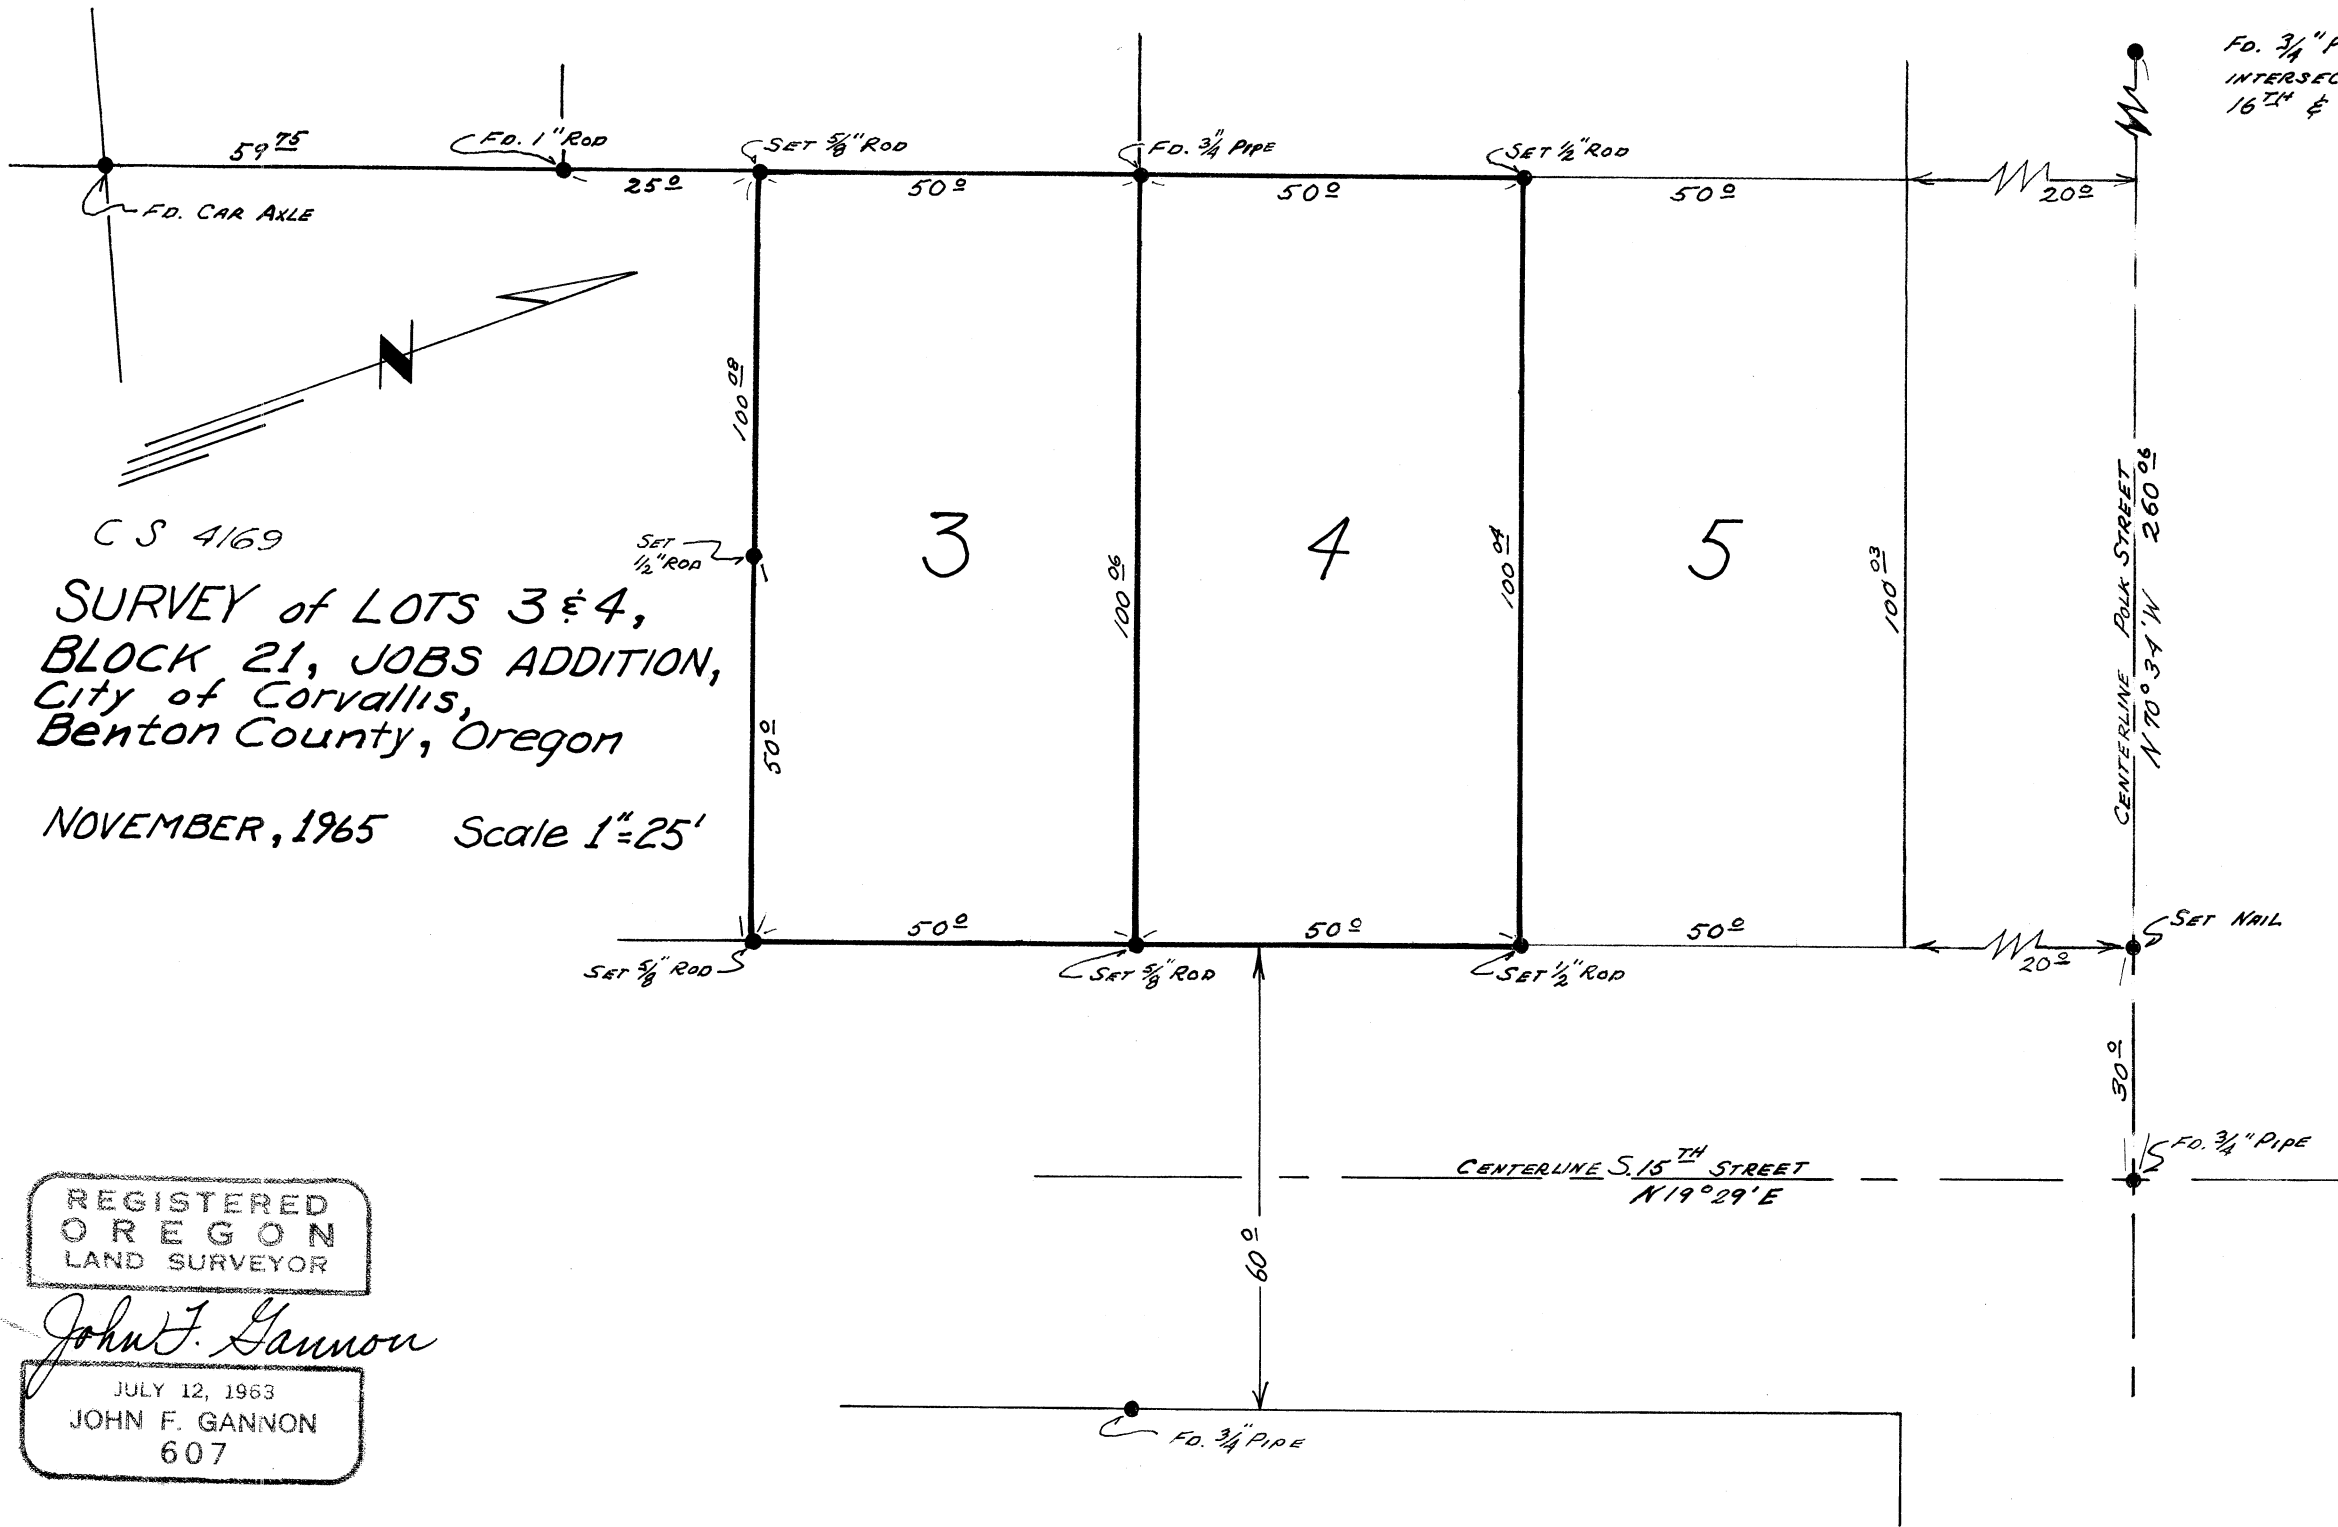 FD. 3/4" P
INTERSEC
16TH &
59 75
FD. 1" ROD
SET 5/8" ROD
FD. 3/4" PIPE
SET 1/2" ROD
25 0
50 0
50 0
50 0
20 0
FD. CAR AXLE
N
100 08
CS 4169
SET
1/2" ROD
3
4
5
100 06
100 04
100 03
CENTERLINE POLK STREET
N 70° 34' W 260 06
SURVEY of LOTS 3 & 4,
BLOCK 21, JOBS ADDITION,
City of Corvallis,
Benton County, Oregon
50 0
NOVEMBER, 1965 Scale 1"=25'
50 0
50 0
50 0
SET NAIL
SET 5/8" ROD
SET 5/8" ROD
SET 1/2" ROD
20 0
30 0
FD. 3/4" PIPE
CENTERLINE S. 15TH STREET
N 19° 29' E
60 0
FD. 3/4" PIPE
REGISTERED
OREGON
LAND SURVEYOR
John F. Gannon
JULY 12, 1963
JOHN F. GANNON
607